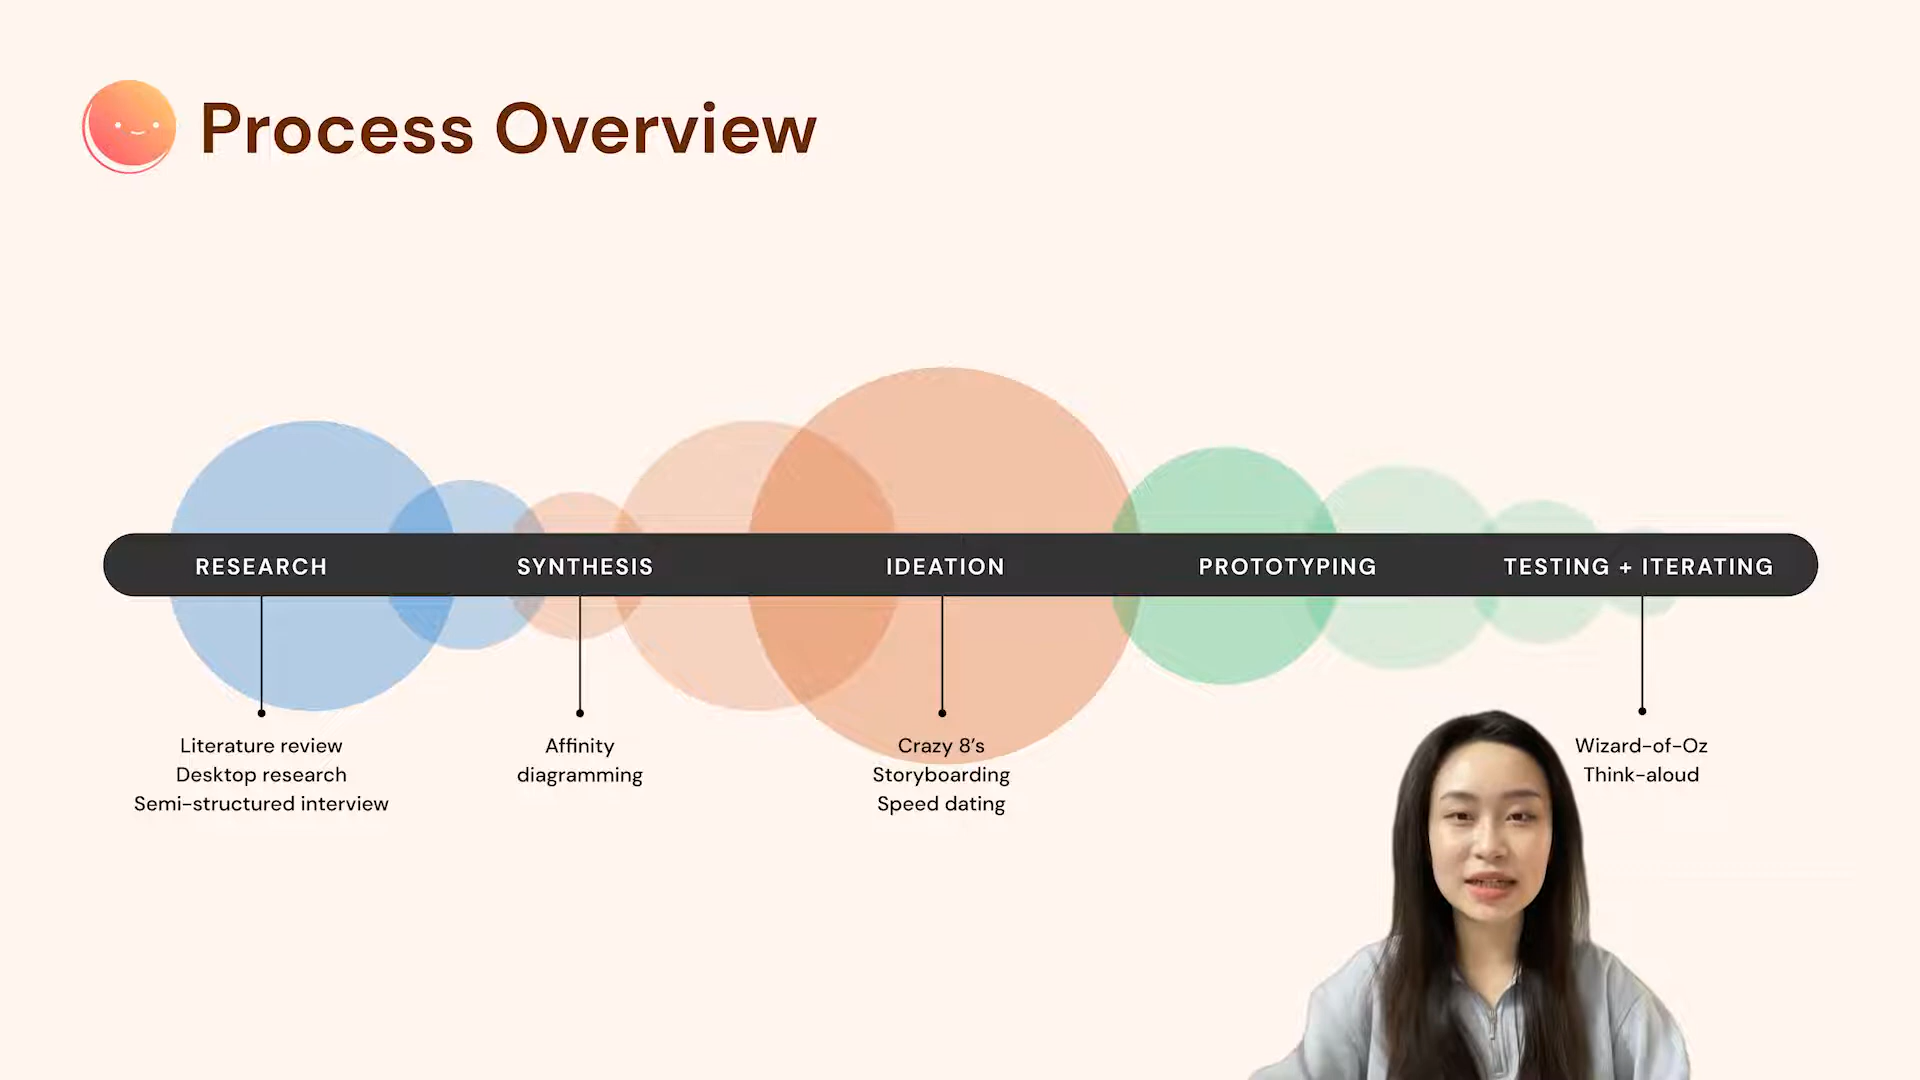 Process Overview
RESEARCH
SYNTHESIS
IDEATION
PROTOTYPING
TESTING + ITERATING
Literature review
Desktop research
Semi-structured interview
Affinity
diagramming
Crazy 8’s
Storyboarding
Speed dating
Wizard-of-Oz
Think-aloud